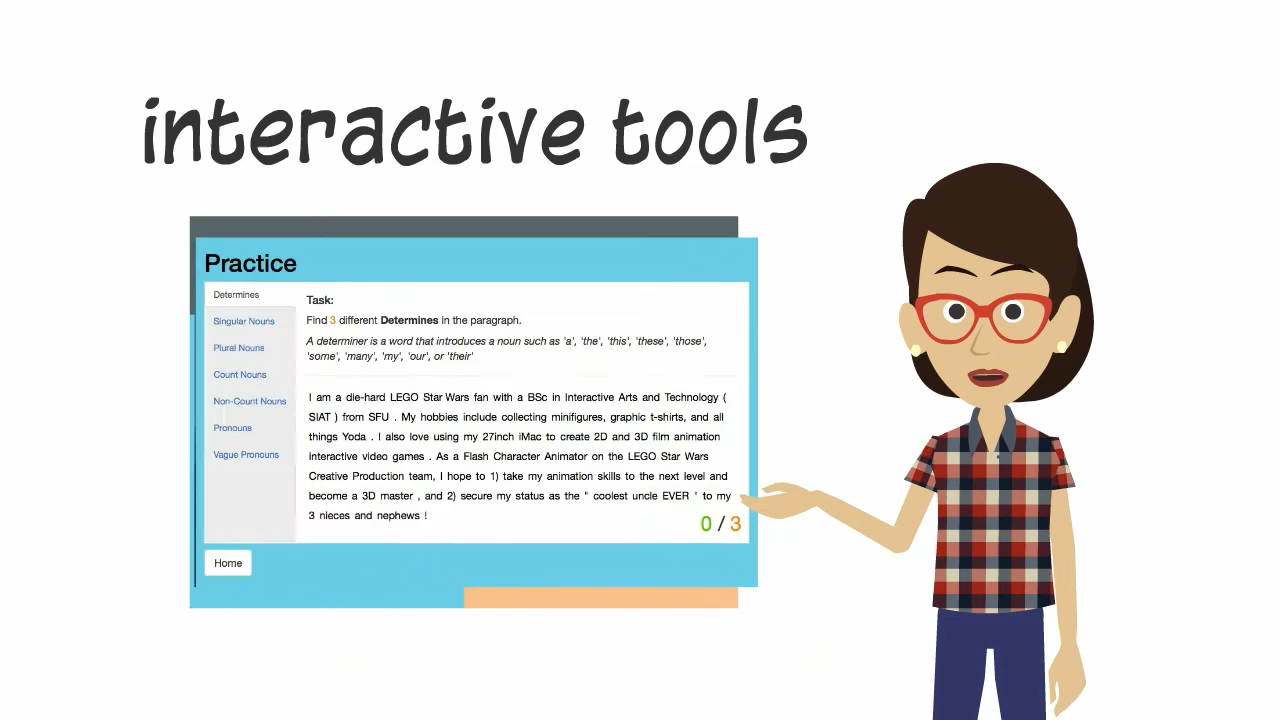 interactive tools
Practice
Determines
Singular Nouns
Plural Nouns
Count Nouns
Non-Count Nouns
Pronouns
Vague Pronouns
Task:
Find 3 different Determines in the paragraph.
A determiner is a word that introduces a noun such as 'a', 'the', 'this', 'these', 'those',
'some', 'many', 'my', 'our', or 'their'
I am a die-hard LEGO Star Wars fan with a BSc in Interactive Arts and Technology (
SIAT ) from SFU . My hobbies include collecting minifigures, graphic t-shirts, and all
things Yoda . I also love using my 27inch iMac to create 2D and 3D film animation
interactive video games . As a Flash Character Animator on the LEGO Star Wars
Creative Production team, I hope to 1) take my animation skills to the next level and
become a 3D master , and 2) secure my status as the " coolest uncle EVER " to my
3 nieces and nephews !
0 / 3
Home